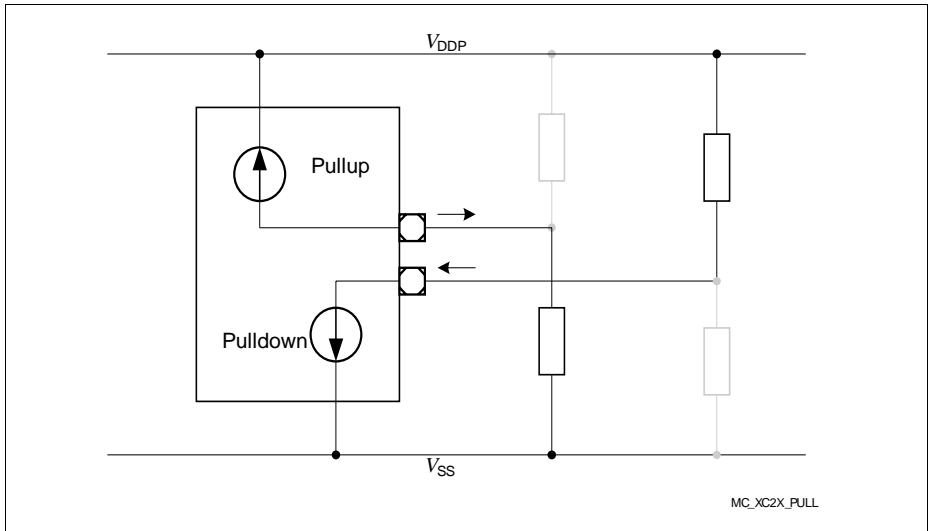 VDDP
Pullup
Pulldown
VSS
MC_XC2X_PULL